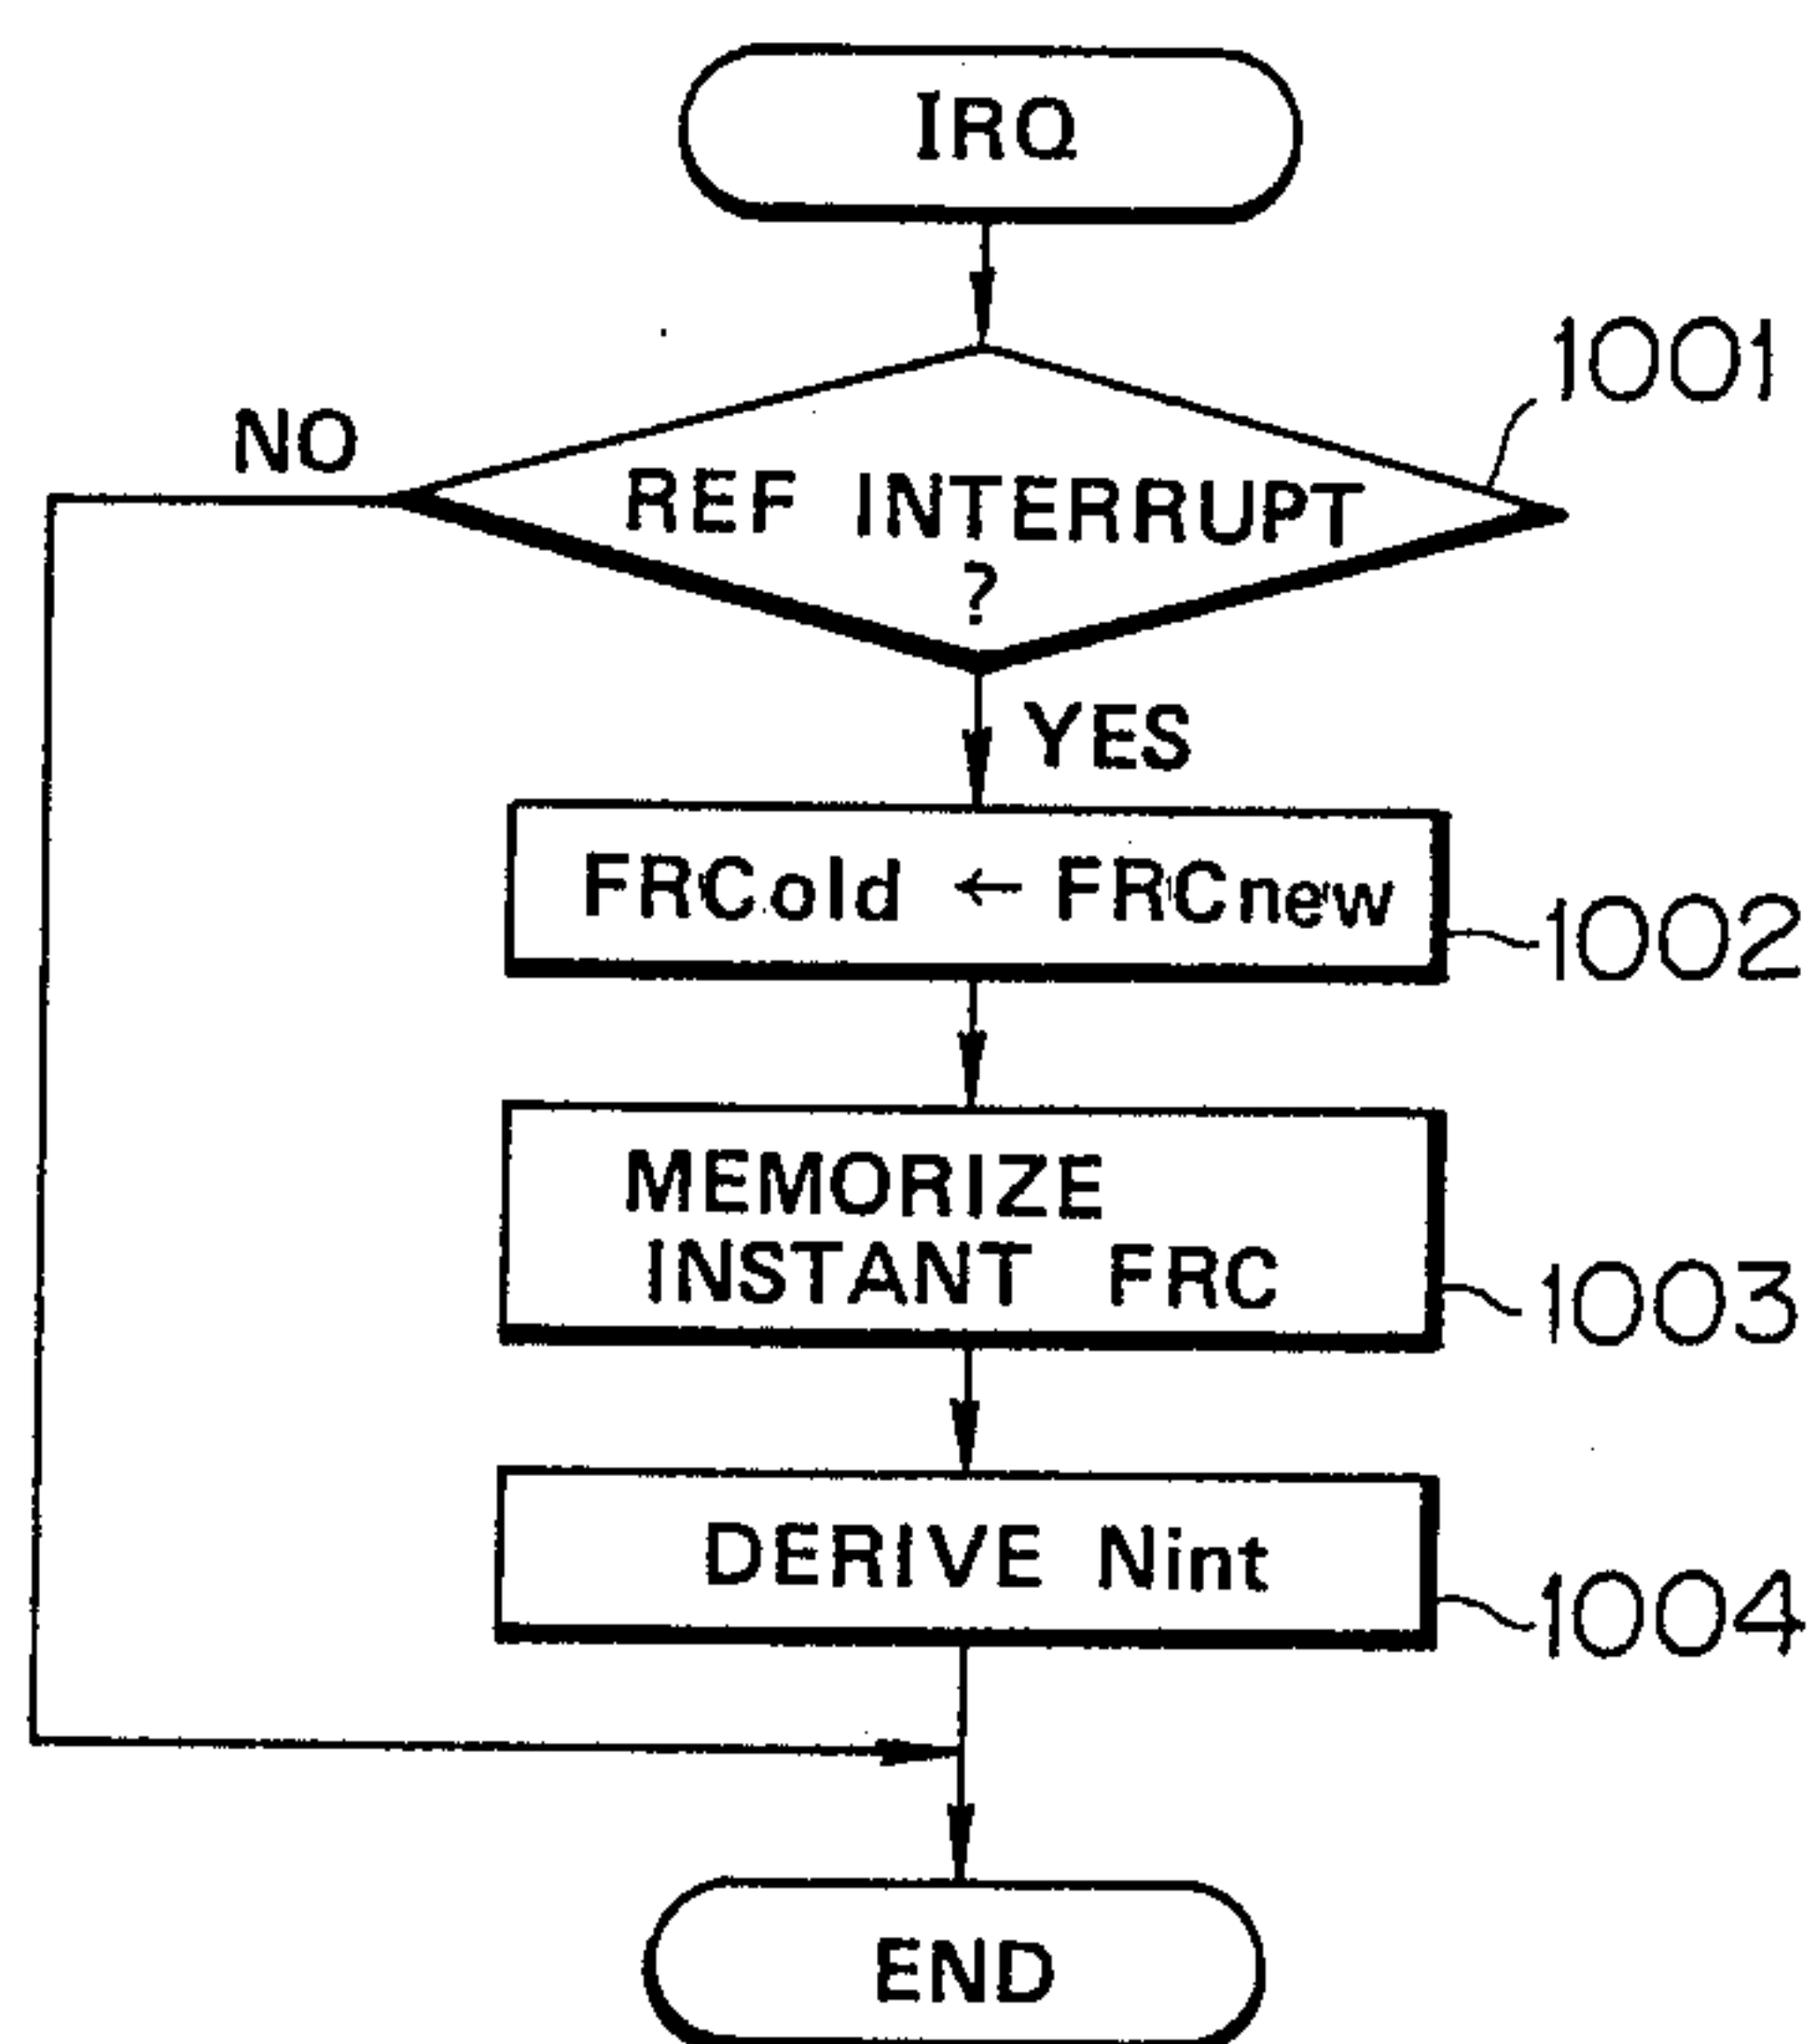 IRQ
1001
NO
REF INTERRUPT
?
YES
FRCold ← FRCnew
1002
MEMORIZE
INSTANT FRC
1003
DERIVE Nint
1004
END